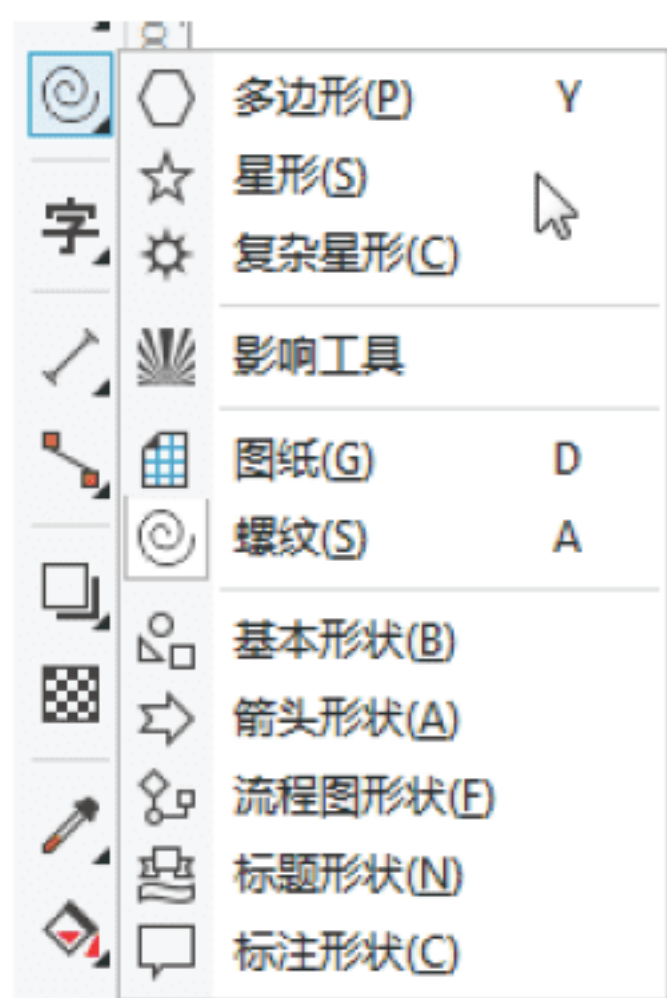 多边形(P) Y
星形(S)
字
复杂星形(C)
影响工具
图纸(G) D
螺纹(S) A
基本形状(B)
箭头形状(A)
流程图形状(F)
标题形状(N)
标注形状(C)